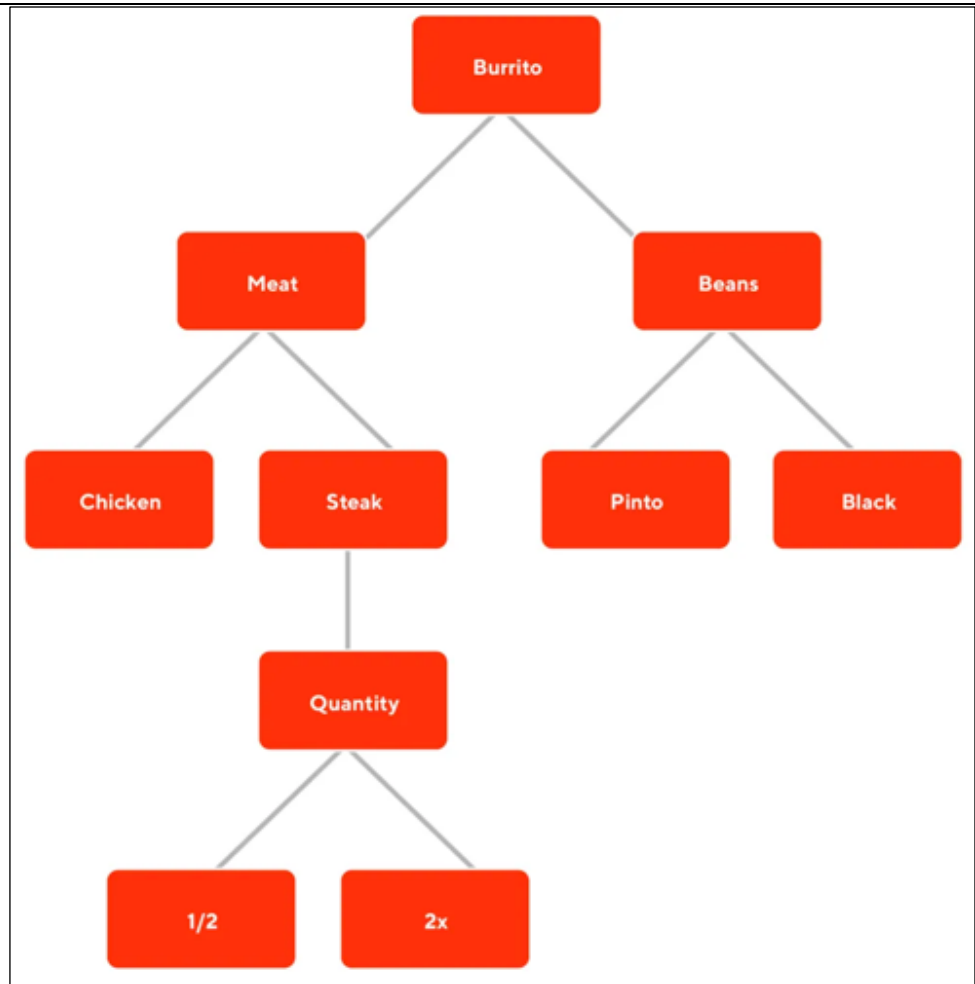 Burrito
Meat
Beans
Chicken
Steak
Pinto
Black
Quantity
1/2
2x